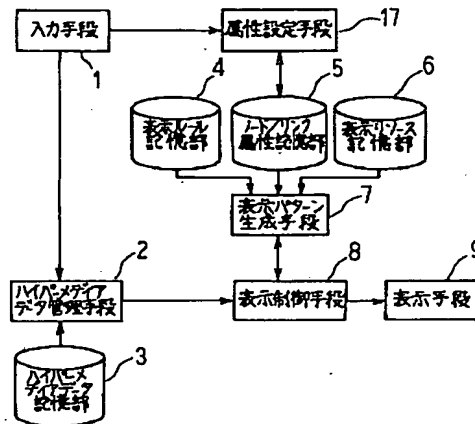 入力手段
1
属性設定手段
17
4
5
6
表示ルール
記憶部
ノード/リンク
属性記憶部
表示リソース
記憶部
表示パターン
生成手段
7
2
ハイパーメディア
データ管理手段
8
表示制御手段
9
表示手段
ハイパーメ
ディアデータ
記憶部
3